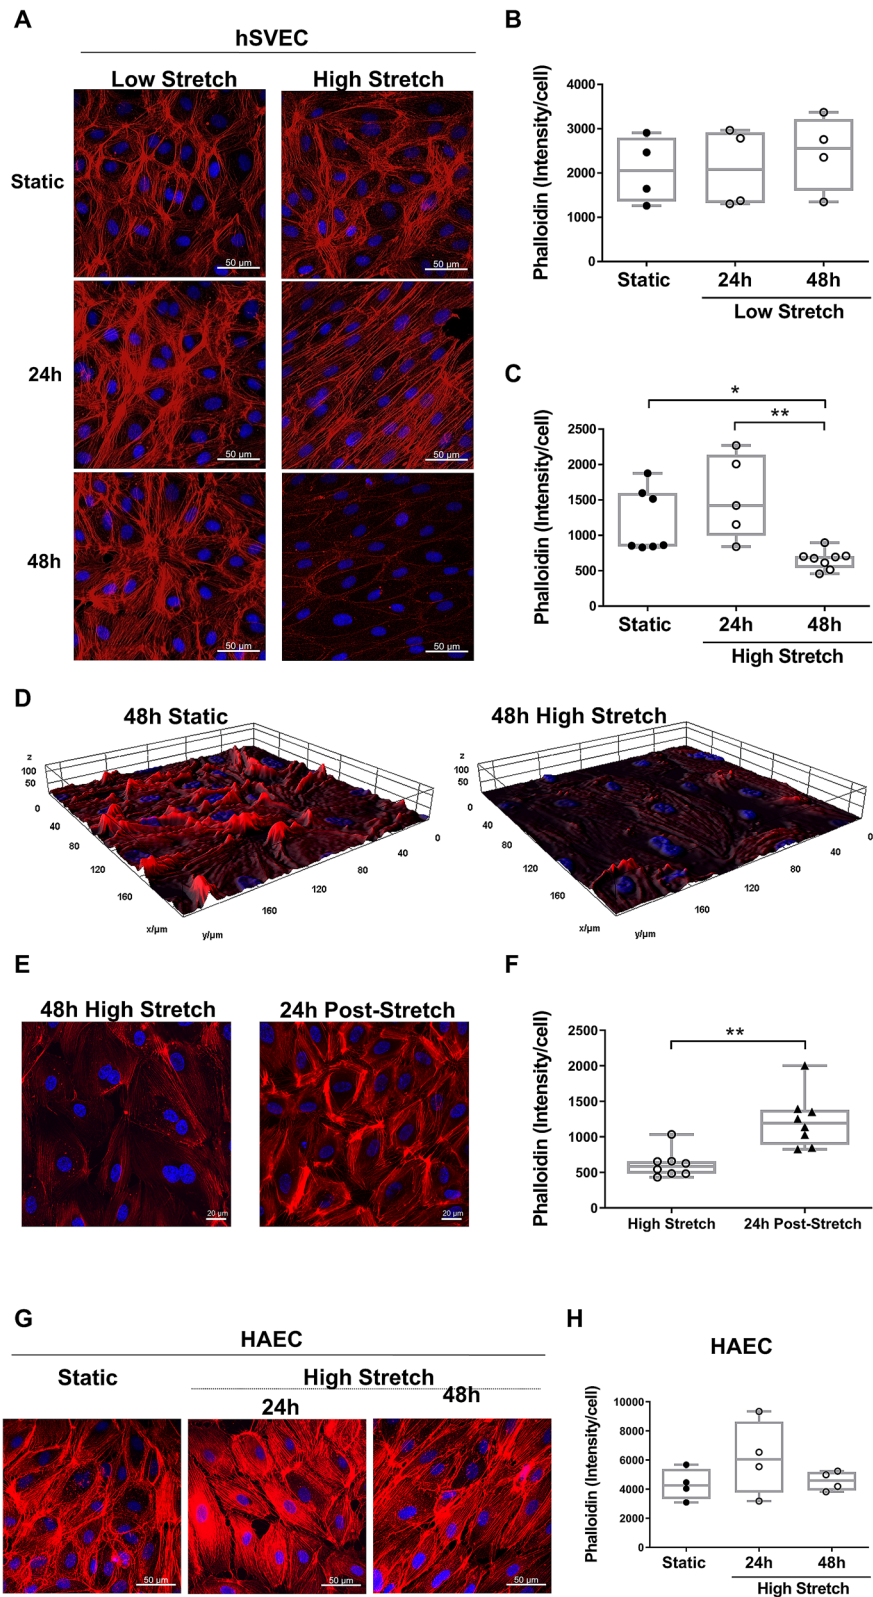 A
hSVEC
Low Stretch
High Stretch
Static
50 µm
50 µm
24h
50 µm
50 µm
48h
50 µm
50 µm
B
Phalloidin (Intensity/cell)
4000
3000
2000
1000
0
Static
24h
48h
Low Stretch
C
Phalloidin (Intensity/cell)
*
**
2500
2000
1500
1000
500
0
Static
24h
48h
High Stretch
D
48h Static
z
100
50
0
40
80
120
160
x/µm
y/µm
160
120
80
40
0
48h High Stretch
z
100
50
0
40
80
120
160
x/µm
y/µm
160
120
80
40
0
E
48h High Stretch
24h Post-Stretch
20 µm
20 µm
F
Phalloidin (Intensity/cell)
**
2500
2000
1500
1000
500
0
High Stretch
24h Post-Stretch
G
HAEC
Static
High Stretch
24h
48h
50 µm
50 µm
50 µm
H
HAEC
Phalloidin (Intensity/cell)
10000
8000
6000
4000
2000
0
Static
24h
48h
High Stretch